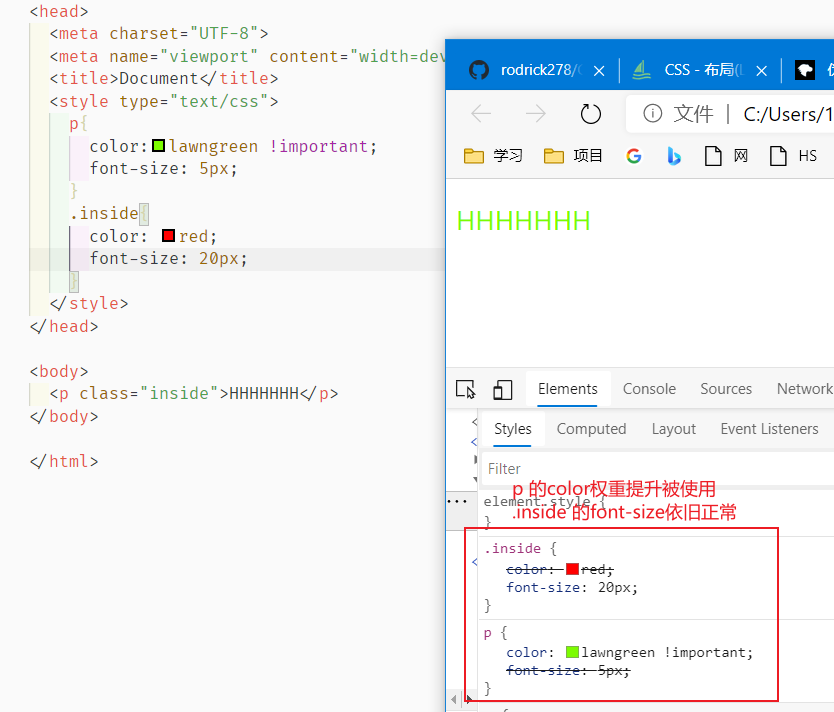 <head>
<meta charset="UTF-8">
<meta name="viewport" content="width=dev
<title>Document</title>
<style type="text/css">
p{
color: lawngreen !important;
font-size: 5px;
}
.inside{
color: red;
font-size: 20px;
}
</style>
</head>
<body>
<p class="inside">HHHHHHH</p>
</body>
</html>
rodrick278/
CSS - 布局(
文件 | C:/Users/1
学习 项目 网 HS
HHHHHHH
Elements Console Sources Network
Styles Computed Layout Event Listeners
Filter
p 的color权重提升被使用
element.style {
.inside 的font-size依旧正常
}
.inside {
color: red;
font-size: 20px;
}
p {
color: lawngreen !important;
font-size: 5px;
}